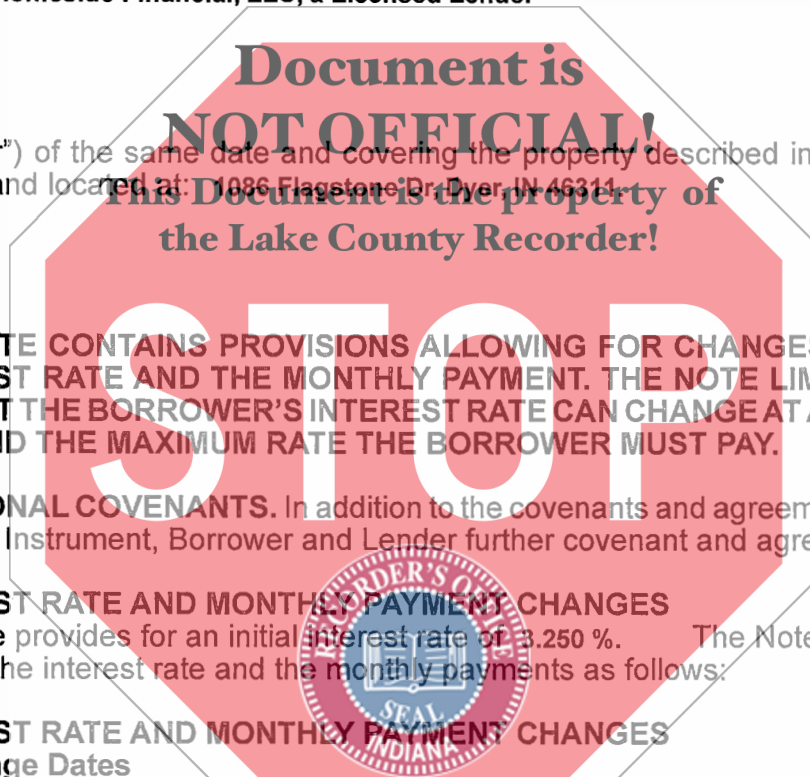 Financial, LLC, a Licensed
Document is
NOT OFFICIAL!
") of the same date and covering the property described in
and located at: 1086 Flagstone Dr, Dyer, IN 46311.
This Document is the property of
the Lake County Recorder!
STOP
TE CONTAINS PROVISIONS ALLOWING FOR CHANGES
ST RATE AND THE MONTHLY PAYMENT. THE NOTE LIM
T THE BORROWER'S INTEREST RATE CAN CHANGE AT A
D THE MAXIMUM RATE THE BORROWER MUST PAY.
ONAL COVENANTS. In addition to the covenants and agreem
Instrument, Borrower and Lender further covenant and agre
ST RATE AND MONTHLY PAYMENT CHANGES
e provides for an initial interest rate of 3.250 %. The Note
he interest rate and the monthly payments as follows:
RECORDER'S OFFICE
SEAL
INDIANA
ST RATE AND MONTHLY PAYMENT CHANGES
ge Dates